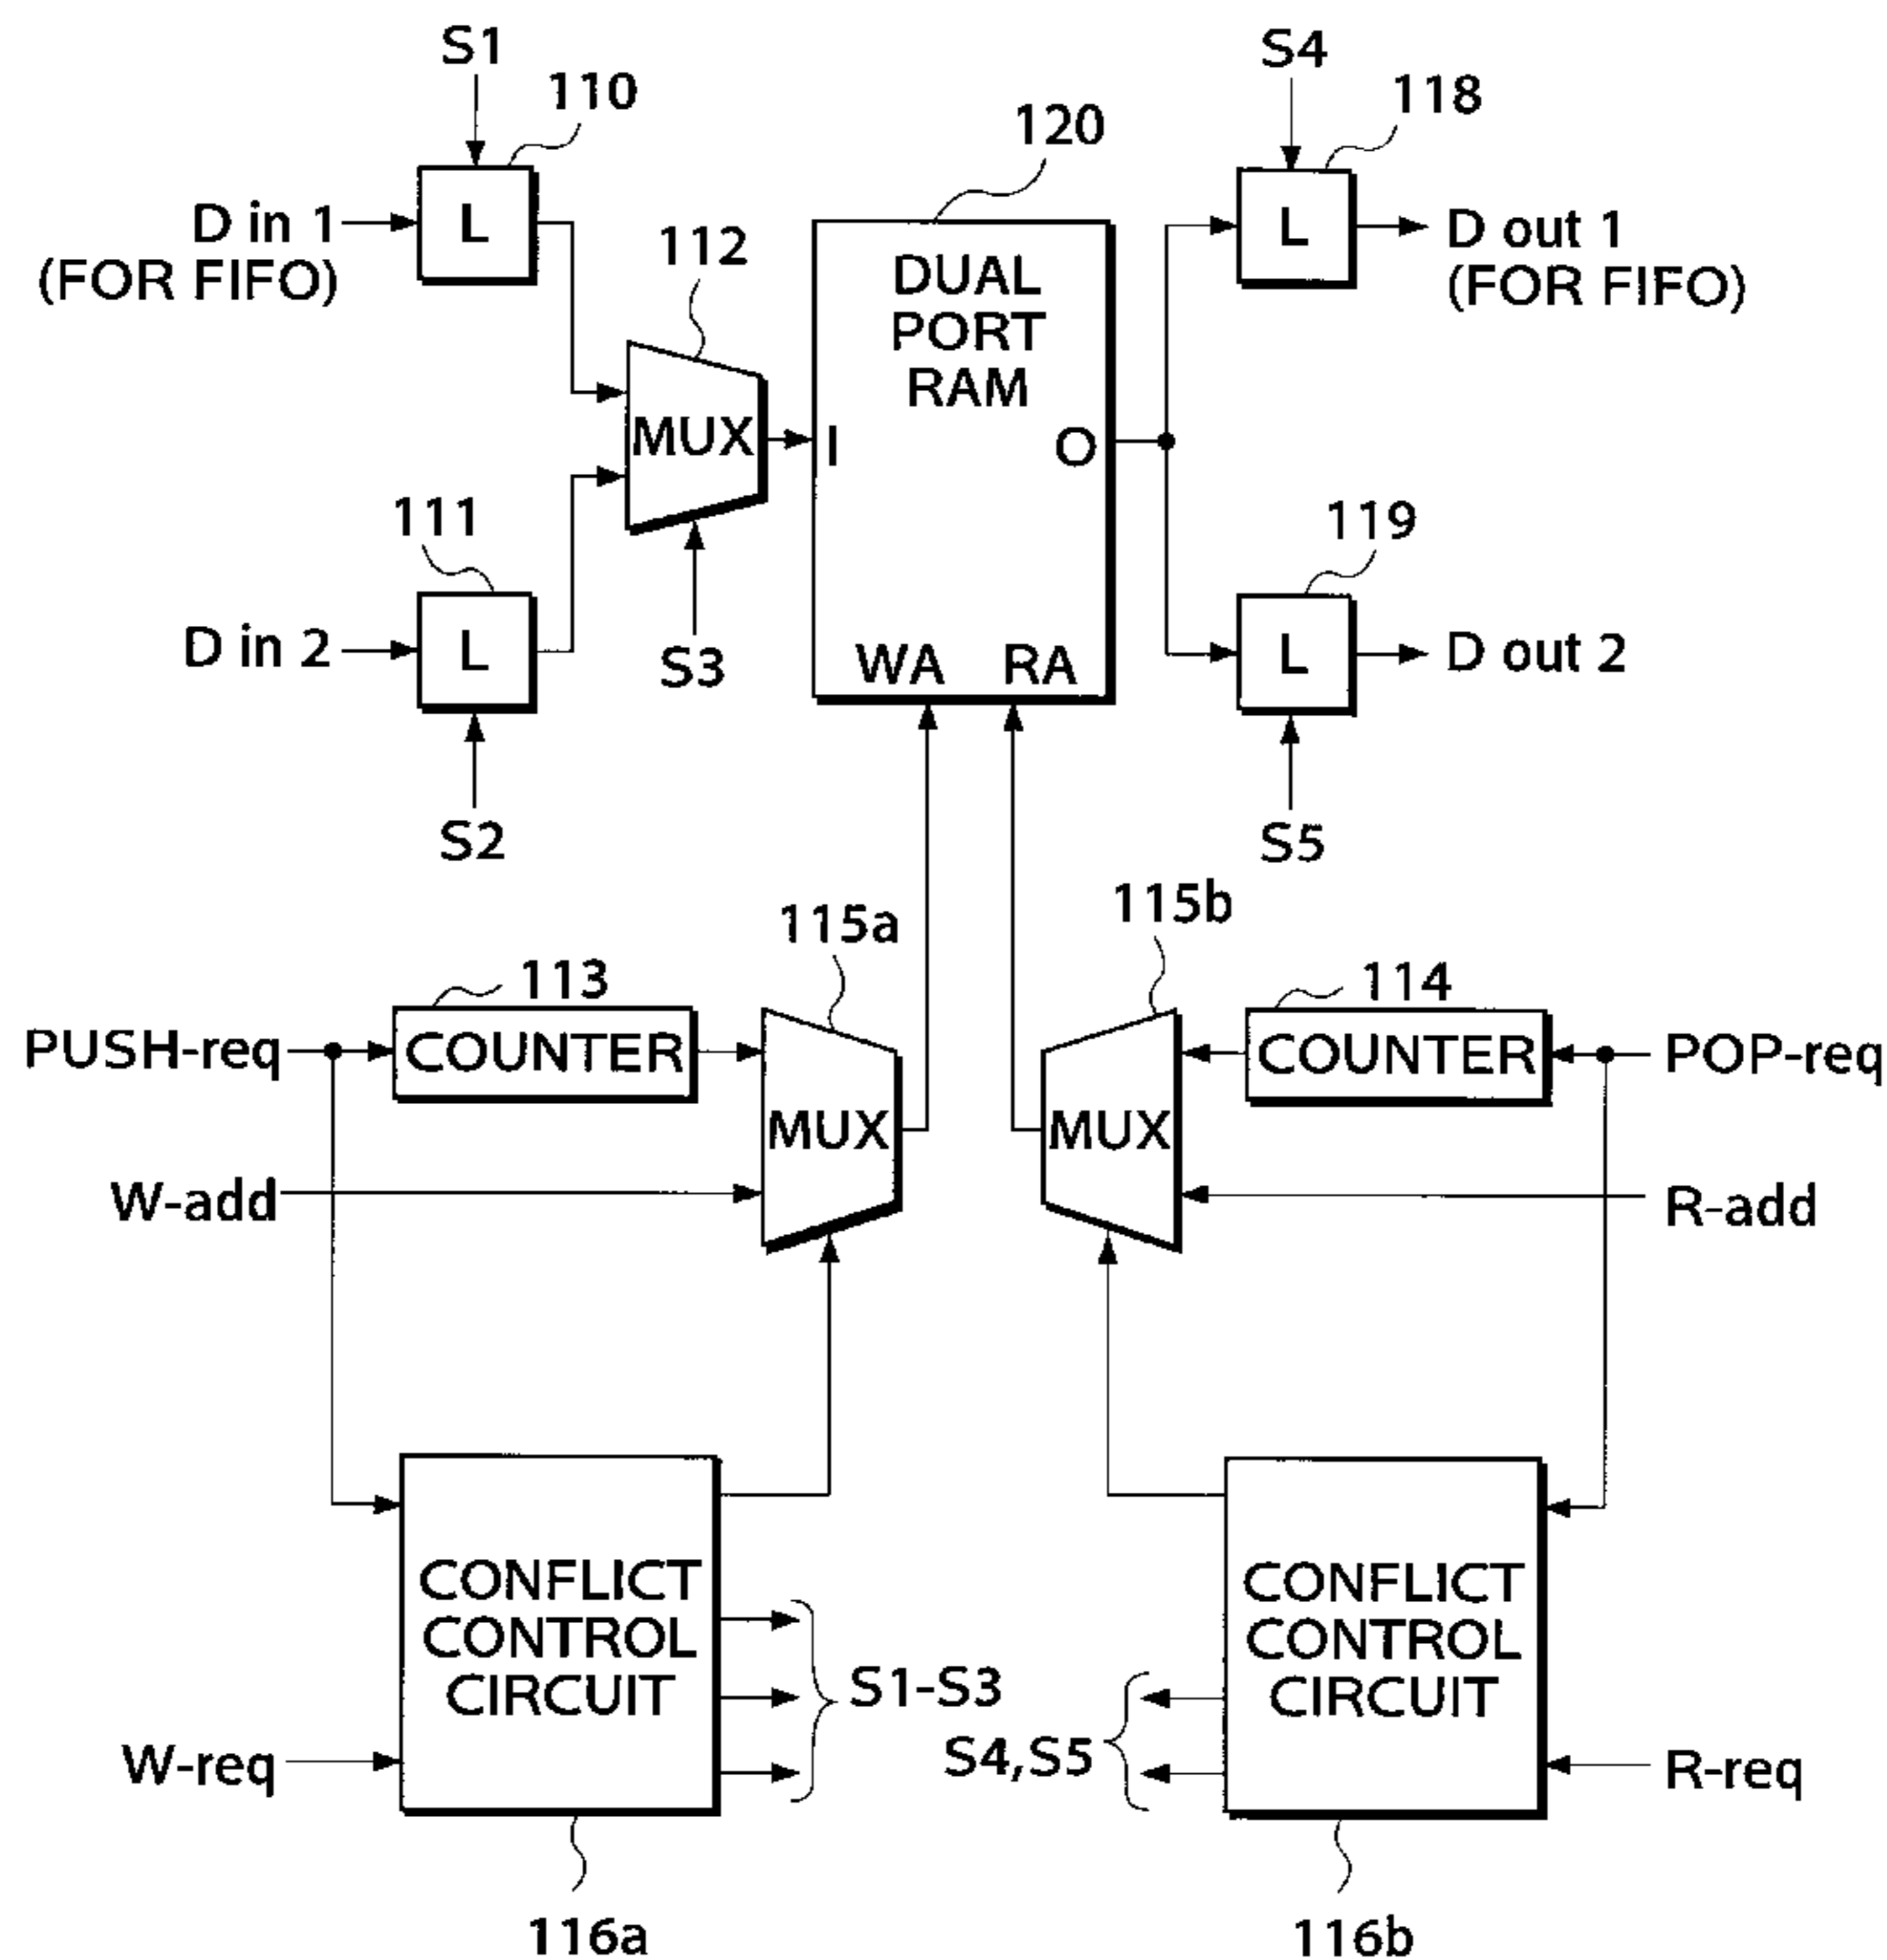 S1
110
S4
118
120
D in 1
(FOR FIFO)
L
112
DUAL
PORT
RAM
L
D out 1
(FOR FIFO)
MUX
I
O
111
119
D in 2
L
S3
WA
RA
L
D out 2
S2
S5
115a
115b
113
114
PUSH-req
COUNTER
COUNTER
POP-req
MUX
MUX
W-add
R-add
CONFLICT
CONTROL
CIRCUIT
CONFLICT
CONTROL
CIRCUIT
S1-S3
S4,S5
W-req
R-req
116a
116b